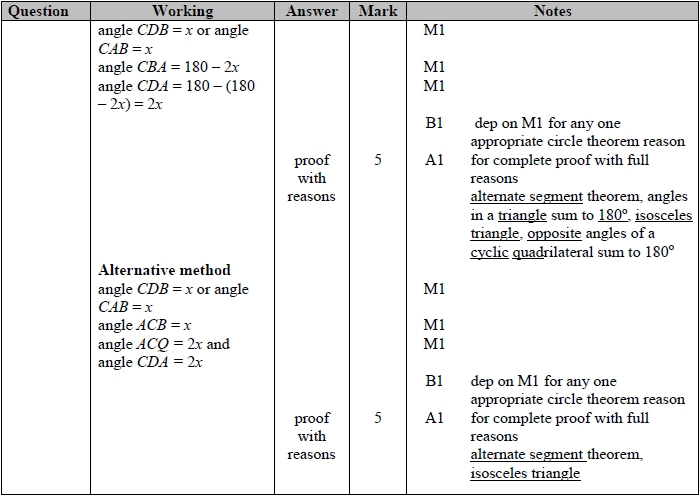 Question Working Answer Mark Notes
angle CDB = x or angle M1
CAB = x
angle CBA = 180 – 2x M1
angle CDA = 180 – (180 M1
– 2x) = 2x
B1 dep on M1 for any one
appropriate circle theorem reason
proof 5 A1 for complete proof with full
with reasons
reasons alternate segment theorem, angles
in a triangle sum to 180º, isosceles
triangle, opposite angles of a
cyclic quadrilateral sum to 180º
Alternative method
angle CDB = x or angle M1
CAB = x
angle ACB = x M1
angle ACQ = 2x and M1
angle CDA = 2x
B1 dep on M1 for any one
appropriate circle theorem reason
proof 5 A1 for complete proof with full
with reasons
reasons alternate segment theorem,
isosceles triangle